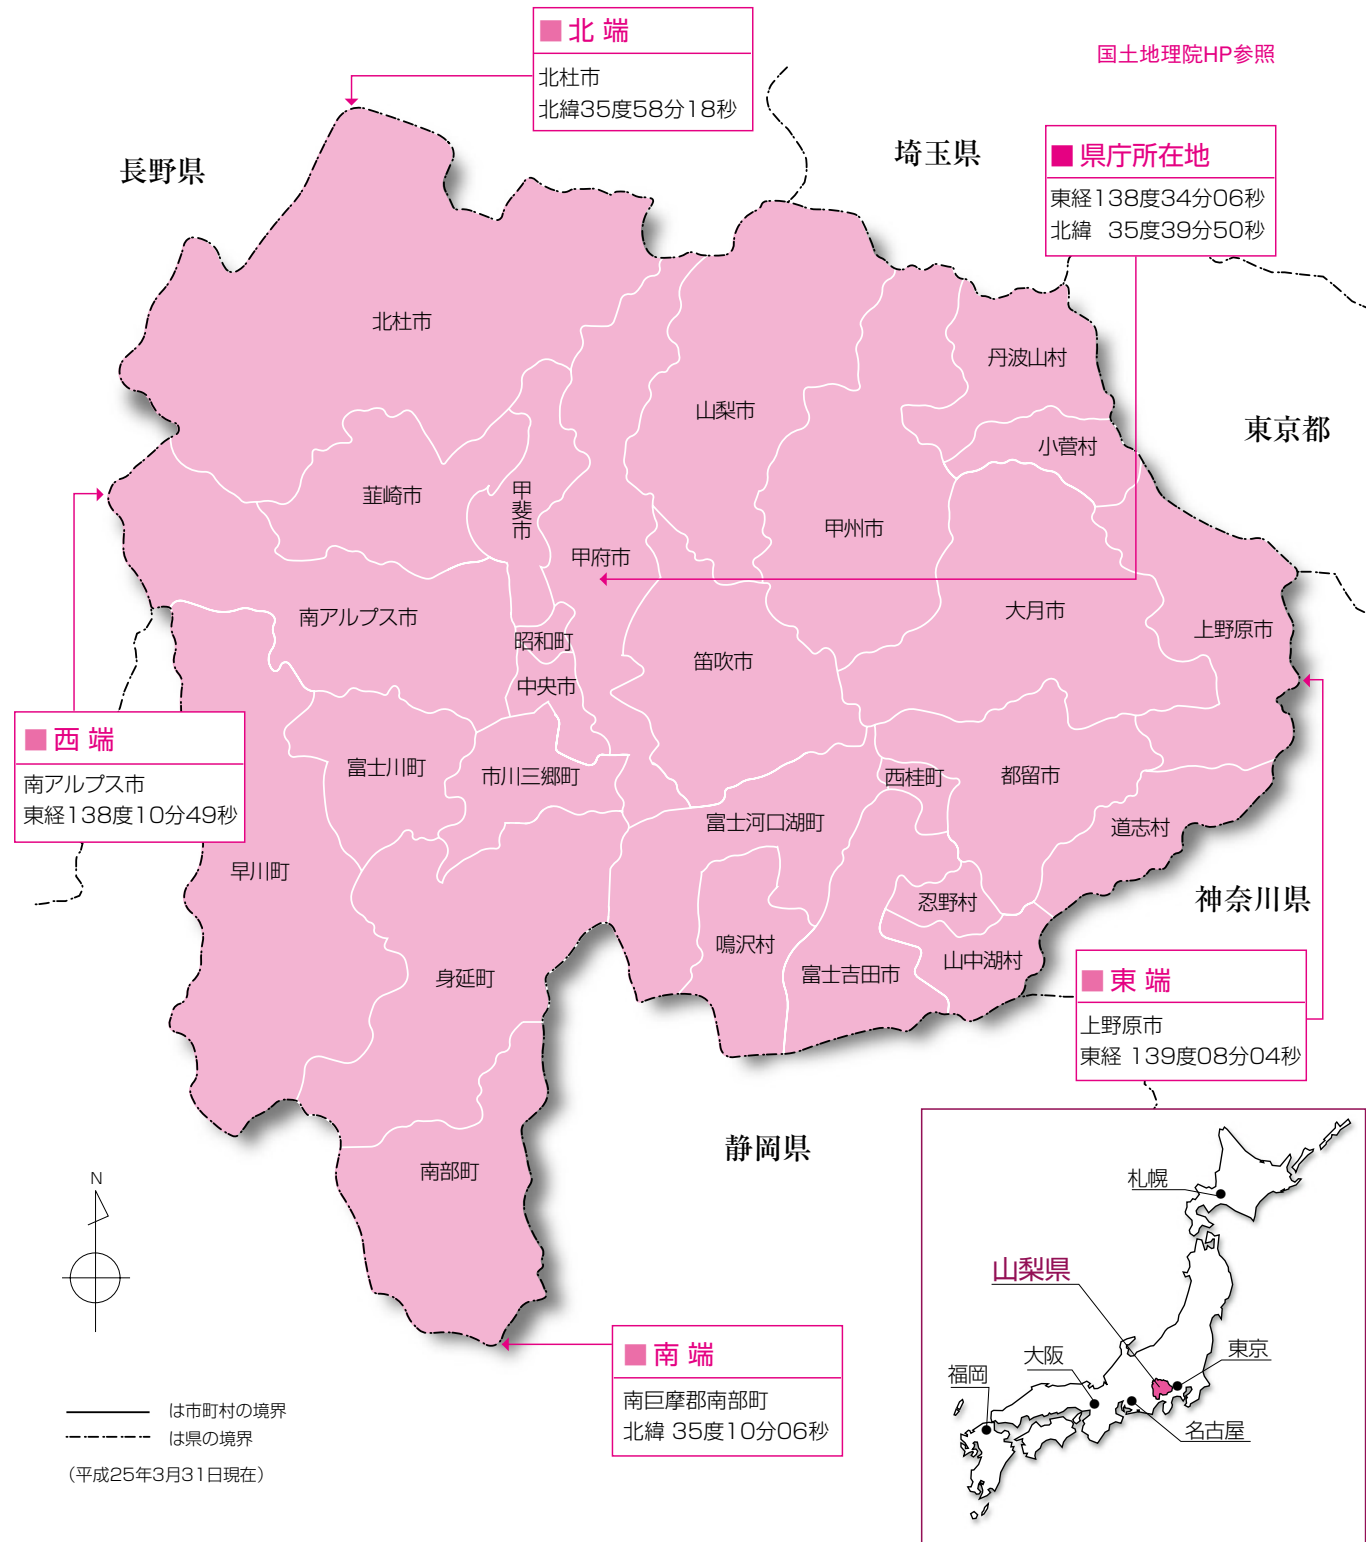 ■ 北 端
北杜市
北緯35度58分18秒
国土地理院HP参照
長野県
埼玉県
■ 県庁所在地
東経138度34分06秒
北緯 35度39分50秒
北杜市
丹波山村
山梨市
東京都
小菅村
韮崎市
甲斐市
甲州市
甲府市
南アルプス市
大月市
上野原市
昭和町
笛吹市
中央市
■ 西 端
南アルプス市
東経138度10分49秒
富士川町
市川三郷町
西桂町
都留市
富士河口湖町
道志村
早川町
忍野村
神奈川県
鳴沢村
山中湖村
身延町
富士吉田市
■ 東 端
上野原市
東経 139度08分04秒
静岡県
南部町
N
札幌
山梨県
東京
大阪
福岡
名古屋
■ 南 端
南巨摩郡南部町
北緯 35度10分06秒
は市町村の境界
は県の境界
（平成25年3月31日現在）